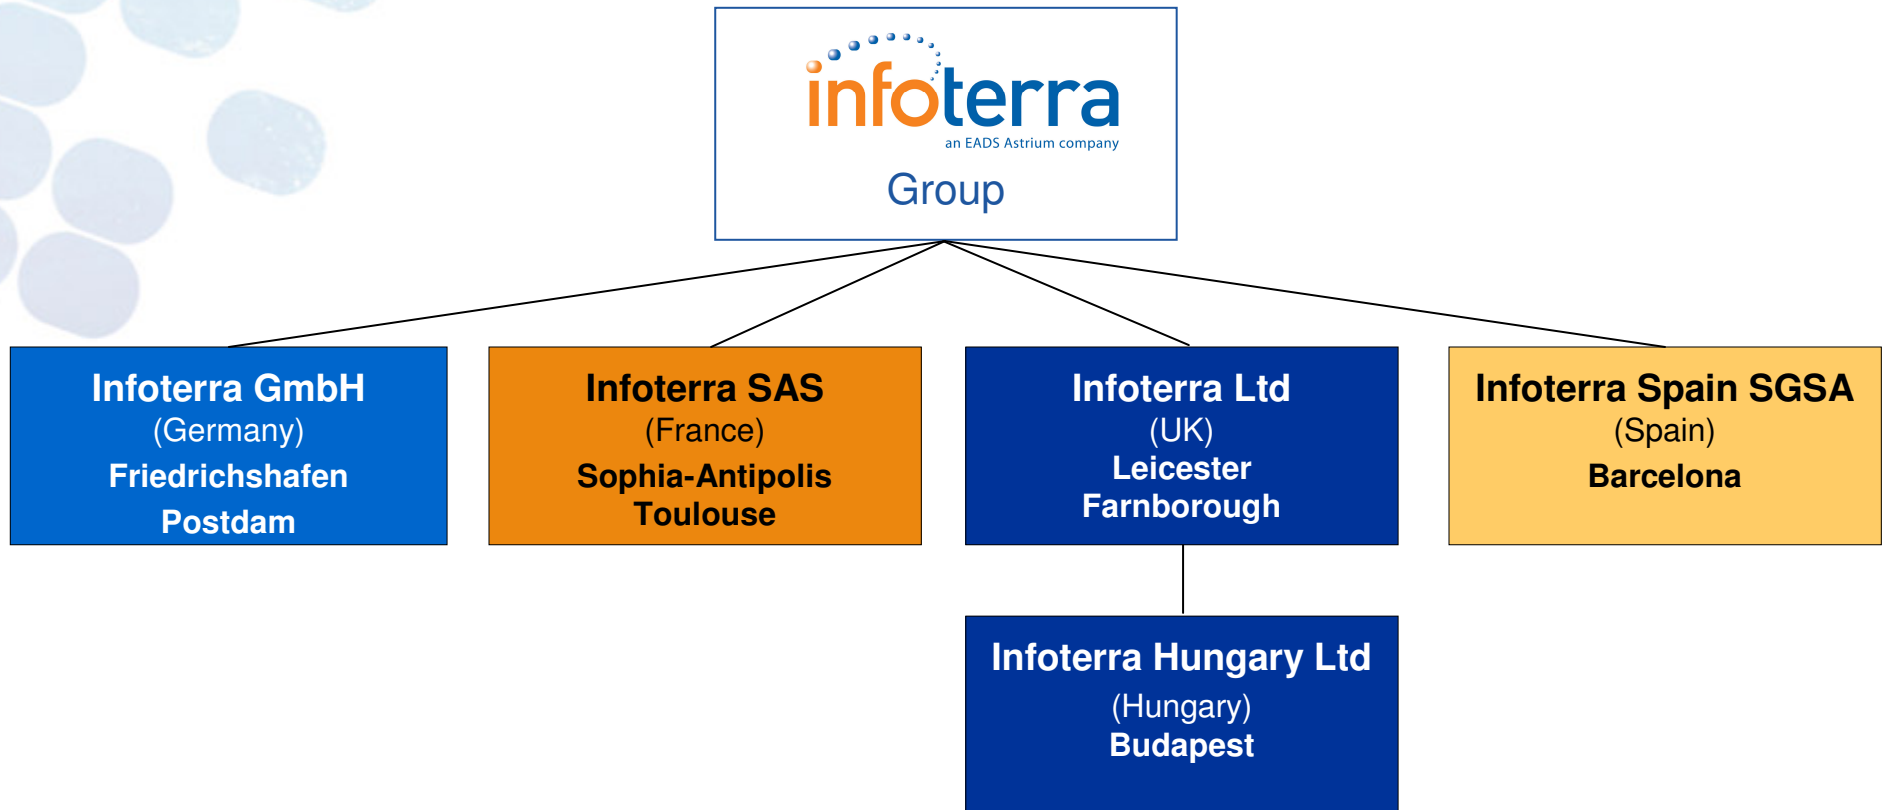 infoterra
an EADS Astrium company
Group
Infoterra GmbH
(Germany)
Friedrichshafen
Postdam
Infoterra SAS
(France)
Sophia-Antipolis
Toulouse
Infoterra Ltd
(UK)
Leicester
Farnborough
Infoterra Spain SGSA
(Spain)
Barcelona
Infoterra Hungary Ltd
(Hungary)
Budapest